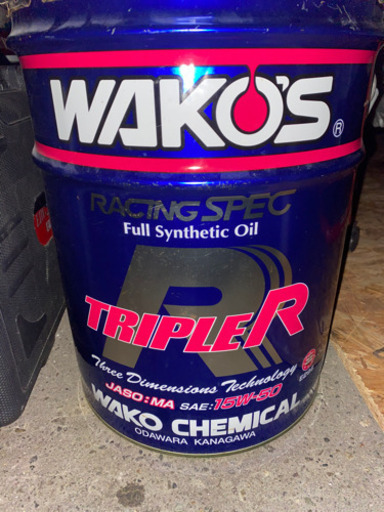 WAKO'S ®
RACING SPEC
Full Synthetic Oil
R
TRIPLE R
Three Dimensions Technology
JASO:MA SAE:15W-50
WAKO CHEMICAL
ODAWARA KANAGAWA